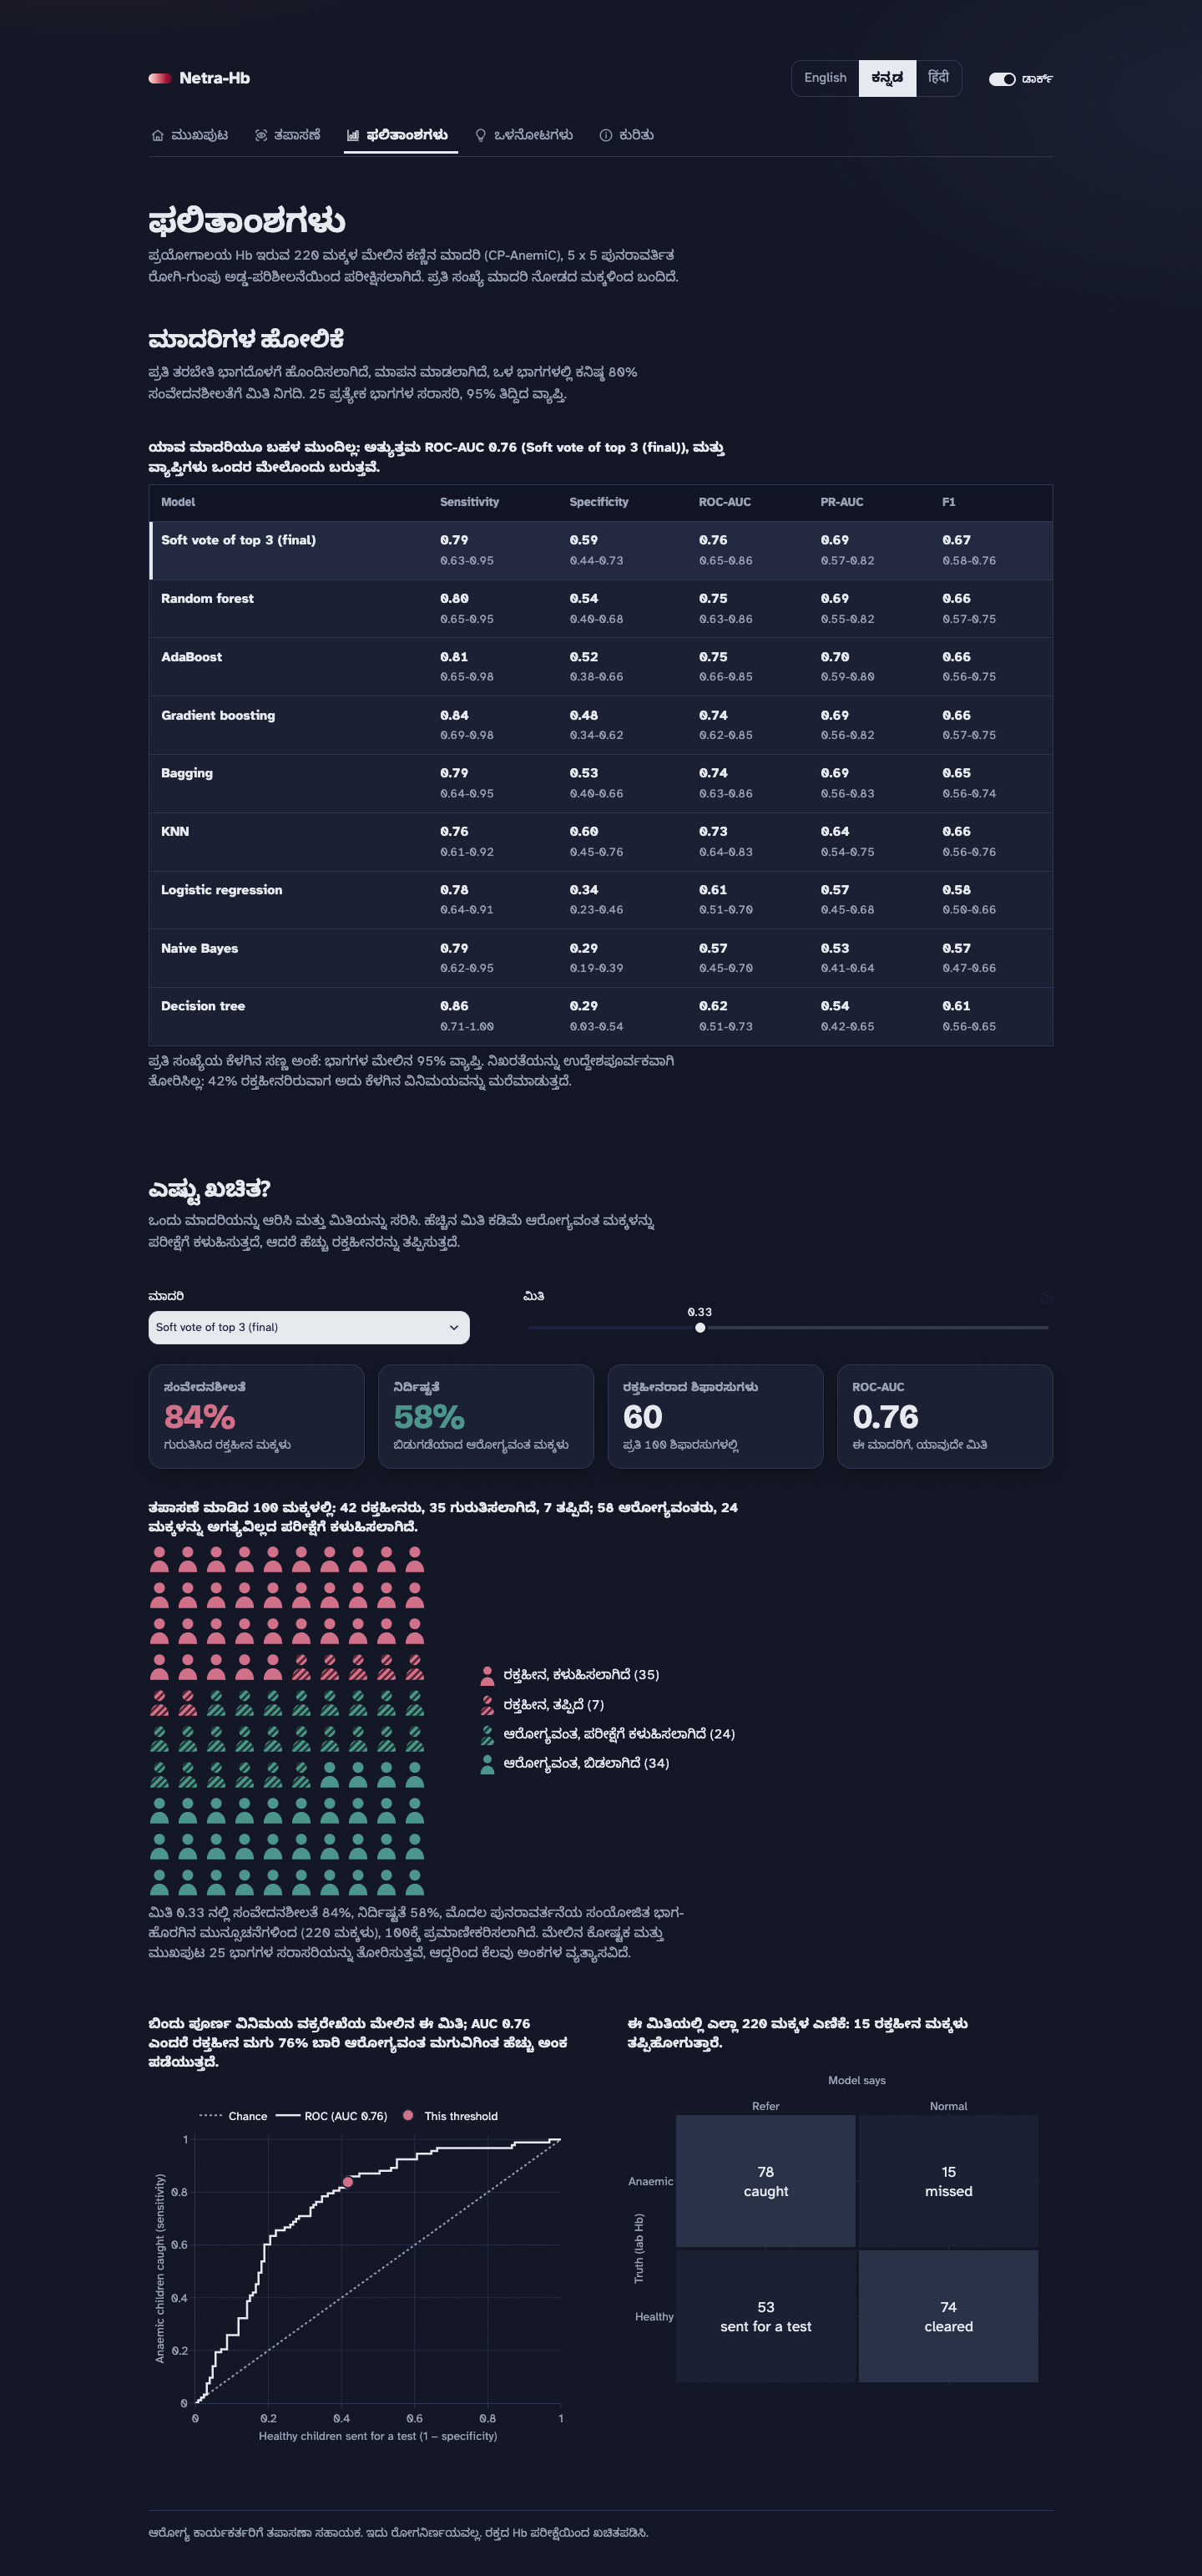 Netra-Hb
English
ಕನ್ನಡ
हिंदी
ಡಾರ್ಕ್
ಮುಖಪುಟ
ತಪಾಸಣೆ
ಫಲಿತಾಂಶಗಳು
ಒಳನೋಟಗಳು
ಕುರಿತು
ಫಲಿತಾಂಶಗಳು
ಪ್ರಯೋಗಾಲಯ Hb ಇರುವ 220 ಮಕ್ಕಳ ಮೇಲಿನ ಕಣ್ಣಿನ ಮಾದರಿ (CP-AnemiC), 5 x 5 ಪುನರಾವರ್ತಿತ
ರೋಗಿ-ಗುಂಪು ಅಡ್ಡ-ಪರಿಶೀಲನೆಯಿಂದ ಪರೀಕ್ಷಿಸಲಾಗಿದೆ. ಪ್ರತಿ ಸಂಖ್ಯೆ ಮಾದರಿ ನೋಡದ ಮಕ್ಕಳಿಂದ ಬಂದಿದೆ.
ಮಾದರಿಗಳ ಹೋಲಿಕೆ
ಪ್ರತಿ ತರಬೇತಿ ಭಾಗದೊಳಗೆ ಹೊಂದಿಸಲಾಗಿದೆ, ಮಾಪನ ಮಾಡಲಾಗಿದೆ, ಒಳ ಭಾಗಗಳಲ್ಲಿ ಕನಿಷ್ಠ 80%
ಸಂವೇದನಶೀಲತೆಗೆ ಮಿತಿ ನಿಗದಿ. 25 ಪ್ರತ್ಯೇಕ ಭಾಗಗಳ ಸರಾಸರಿ, 95% ತಿದ್ದಿದ ವ್ಯಾಪ್ತಿ.
ಯಾವ ಮಾದರಿಯೂ ಬಹಳ ಮುಂದಿಲ್ಲ: ಅತ್ಯುತ್ತಮ ROC-AUC 0.76 (Soft vote of top 3 (final)), ಮತ್ತು
ವ್ಯಾಪ್ತಿಗಳು ಒಂದರ ಮೇಲೊಂದು ಬರುತ್ತವೆ.
Model Sensitivity Specificity ROC-AUC PR-AUC F1
Soft vote of top 3 (final) 0.79 0.59 0.76 0.69 0.67
0.63-0.95 0.44-0.73 0.65-0.86 0.57-0.82 0.58-0.76
Random forest 0.80 0.54 0.75 0.69 0.66
0.65-0.95 0.40-0.68 0.63-0.86 0.55-0.82 0.57-0.75
AdaBoost 0.81 0.52 0.75 0.70 0.66
0.65-0.98 0.38-0.66 0.66-0.85 0.59-0.80 0.56-0.75
Gradient boosting 0.84 0.48 0.74 0.69 0.66
0.69-0.98 0.34-0.62 0.62-0.85 0.56-0.82 0.57-0.75
Bagging 0.79 0.53 0.74 0.69 0.65
0.64-0.95 0.40-0.66 0.63-0.86 0.56-0.83 0.56-0.74
KNN 0.76 0.60 0.73 0.64 0.66
0.61-0.92 0.45-0.76 0.64-0.83 0.54-0.75 0.56-0.76
Logistic regression 0.78 0.34 0.61 0.57 0.58
0.64-0.91 0.23-0.46 0.51-0.70 0.45-0.68 0.50-0.66
Naive Bayes 0.79 0.29 0.57 0.53 0.57
0.62-0.95 0.19-0.39 0.45-0.70 0.41-0.64 0.47-0.66
Decision tree 0.86 0.29 0.62 0.54 0.61
0.71-1.00 0.03-0.54 0.51-0.73 0.42-0.65 0.56-0.65
ಪ್ರತಿ ಸಂಖ್ಯೆಯ ಕೆಳಗಿನ ಸಣ್ಣ ಅಂಕೆ: ಭಾಗಗಳ ಮೇಲಿನ 95% ವ್ಯಾಪ್ತಿ. ನಿಖರತೆಯನ್ನು ಉದ್ದೇಶಪೂರ್ವಕವಾಗಿ
ತೋರಿಸಿಲ್ಲ: 42% ರಕ್ತಹೀನರಿರುವಾಗ ಅದು ಕೆಳಗಿನ ವಿನಿಮಯವನ್ನು ಮರೆಮಾಡುತ್ತದೆ.
ಎಷ್ಟು ಖಚಿತ?
ಒಂದು ಮಾದರಿಯನ್ನು ಆರಿಸಿ ಮತ್ತು ಮಿತಿಯನ್ನು ಸರಿಸಿ. ಹೆಚ್ಚಿನ ಮಿತಿ ಕಡಿಮೆ ಆರೋಗ್ಯವಂತ ಮಕ್ಕಳನ್ನು
ಪರೀಕ್ಷೆಗೆ ಕಳುಹಿಸುತ್ತದೆ, ಆದರೆ ಹೆಚ್ಚು ರಕ್ತಹೀನರನ್ನು ತಪ್ಪಿಸುತ್ತದೆ.
ಮಾದರಿ
Soft vote of top 3 (final)
ಮಿತಿ
0.33
ಸಂವೇದನಶೀಲತೆ
84%
ಗುರುತಿಸಿದ ರಕ್ತಹೀನ ಮಕ್ಕಳು
ನಿರ್ದಿಷ್ಟತೆ
58%
ಬಿಡುಗಡೆಯಾದ ಆರೋಗ್ಯವಂತ ಮಕ್ಕಳು
ರಕ್ತಹೀನರಾದ ಶಿಫಾರಸುಗಳು
60
ಪ್ರತಿ 100 ಶಿಫಾರಸುಗಳಲ್ಲಿ
ROC-AUC
0.76
ಈ ಮಾದರಿಗೆ, ಯಾವುದೇ ಮಿತಿ
ತಪಾಸಣೆ ಮಾಡಿದ 100 ಮಕ್ಕಳಲ್ಲಿ: 42 ರಕ್ತಹೀನರು, 35 ಗುರುತಿಸಲಾಗಿದೆ, 7 ತಪ್ಪಿದೆ; 58 ಆರೋಗ್ಯವಂತರು, 24
ಮಕ್ಕಳನ್ನು ಅಗತ್ಯವಿಲ್ಲದ ಪರೀಕ್ಷೆಗೆ ಕಳುಹಿಸಲಾಗಿದೆ.
ರಕ್ತಹೀನ, ಕಳುಹಿಸಲಾಗಿದೆ (35)
ರಕ್ತಹೀನ, ತಪ್ಪಿದೆ (7)
ಆರೋಗ್ಯವಂತ, ಪರೀಕ್ಷೆಗೆ ಕಳುಹಿಸಲಾಗಿದೆ (24)
ಆರೋಗ್ಯವಂತ, ಬಿಡಲಾಗಿದೆ (34)
ಮಿತಿ 0.33 ನಲ್ಲಿ ಸಂವೇದನಶೀಲತೆ 84%, ನಿರ್ದಿಷ್ಟತೆ 58%, ಮೊದಲ ಪುನರಾವರ್ತನೆಯ ಸಂಯೋಜಿತ ಭಾಗ-
ಹೊರಗಿನ ಮುನ್ಸೂಚನೆಗಳಿಂದ (220 ಮಕ್ಕಳು), 100ಕ್ಕೆ ಪ್ರಮಾಣೀಕರಿಸಲಾಗಿದೆ. ಮೇಲಿನ ಕೋಷ್ಟಕ ಮತ್ತು
ಮುಖಪುಟ 25 ಭಾಗಗಳ ಸರಾಸರಿಯನ್ನು ತೋರಿಸುತ್ತವೆ, ಆದ್ದರಿಂದ ಕೆಲವು ಅಂಕಗಳ ವ್ಯತ್ಯಾಸವಿದೆ.
ಬಿಂದು ಪೂರ್ಣ ವಿನಿಮಯ ವಕ್ರರೇಖೆಯ ಮೇಲಿನ ಈ ಮಿತಿ; AUC 0.76
ಎಂದರೆ ರಕ್ತಹೀನ ಮಗು 76% ಬಾರಿ ಆರೋಗ್ಯವಂತ ಮಗುವಿಗಿಂತ ಹೆಚ್ಚು ಅಂಕ
ಪಡೆಯುತ್ತದೆ.
Chance
ROC (AUC 0.76)
This threshold
Anaemic children caught (sensitivity)
1
0.8
0.6
0.4
0.2
0
0 0.2 0.4 0.6 0.8 1
Healthy children sent for a test (1 – specificity)
ಈ ಮಿತಿಯಲ್ಲಿ ಎಲ್ಲಾ 220 ಮಕ್ಕಳ ಎಣಿಕೆ: 15 ರಕ್ತಹೀನ ಮಕ್ಕಳು
ತಪ್ಪಿಹೋಗುತ್ತಾರೆ.
Model says
Refer Normal
Truth (lab Hb)
Anaemic
78
caught
15
missed
Healthy
53
sent for a test
74
cleared
ಆರೋಗ್ಯ ಕಾರ್ಯಕರ್ತರಿಗೆ ತಪಾಸಣಾ ಸಹಾಯಕ. ಇದು ರೋಗನಿರ್ಣಯವಲ್ಲ. ರಕ್ತದ Hb ಪರೀಕ್ಷೆಯಿಂದ ಖಚಿತಪಡಿಸಿ.